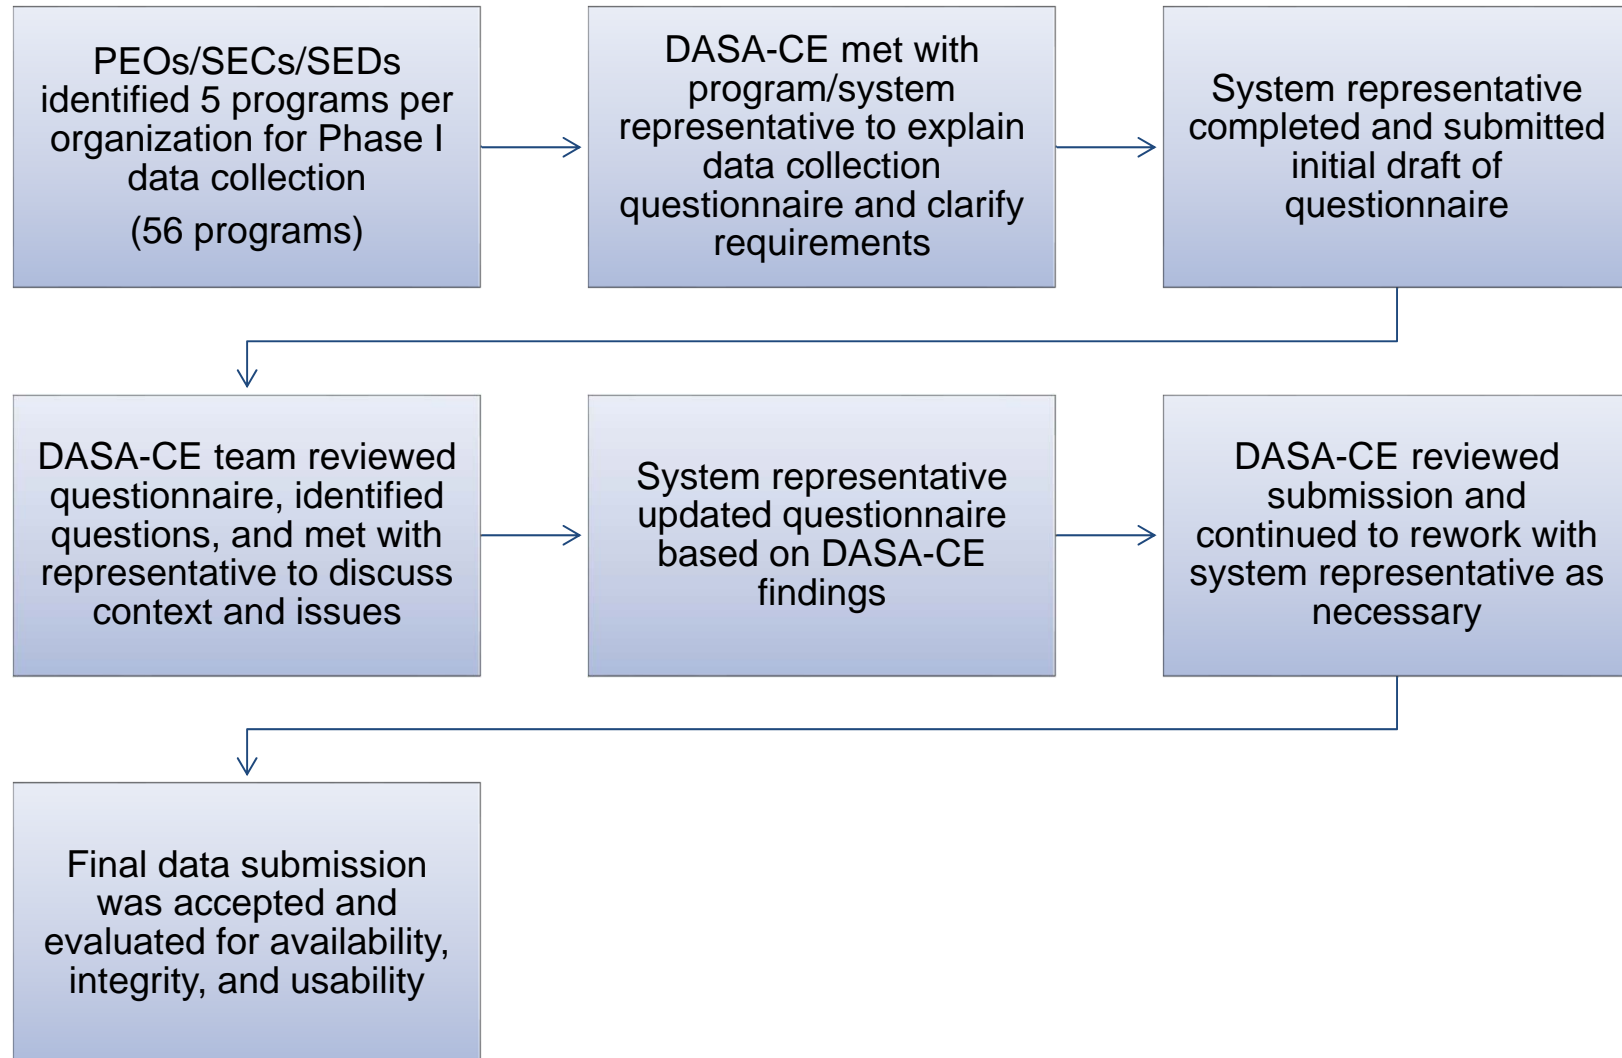 PEOs/SECs/SEDs
identified 5 programs per
organization for Phase I
data collection
(56 programs)
DASA-CE met with
program/system
representative to explain
data collection
questionnaire and clarify
requirements
System representative
completed and submitted
initial draft of
questionnaire
DASA-CE team reviewed
questionnaire, identified
questions, and met with
representative to discuss
context and issues
System representative
updated questionnaire
based on DASA-CE
findings
DASA-CE reviewed
submission and
continued to rework with
system representative as
necessary
Final data submission
was accepted and
evaluated for availability,
integrity, and usability